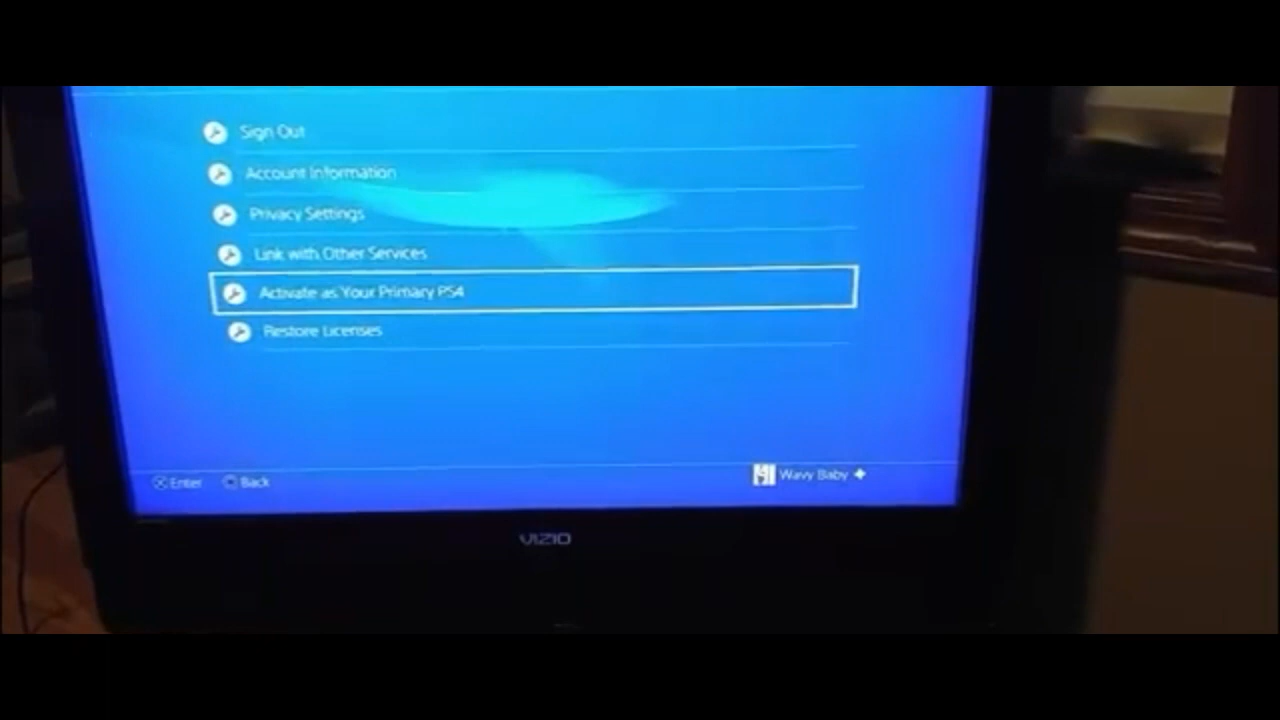 Sign Out
Account Information
Privacy Settings
Link with Other Services
Activate as Your Primary PS4
Restore Licenses
Enter Back
Wavy Baby
VIZIO